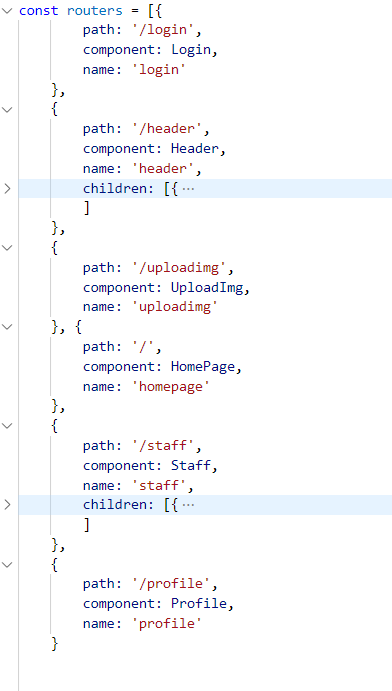 const routers = [{
path: '/login',
component: Login,
name: 'login'
},
{
path: '/header',
component: Header,
name: 'header',
children: [{ ···
]
},
{
path: '/uploadimg',
component: UploadImg,
name: 'uploadimg'
}, {
path: '/',
component: HomePage,
name: 'homepage'
},
{
path: '/staff',
component: Staff,
name: 'staff',
children: [{ ···
]
},
{
path: '/profile',
component: Profile,
name: 'profile'
}